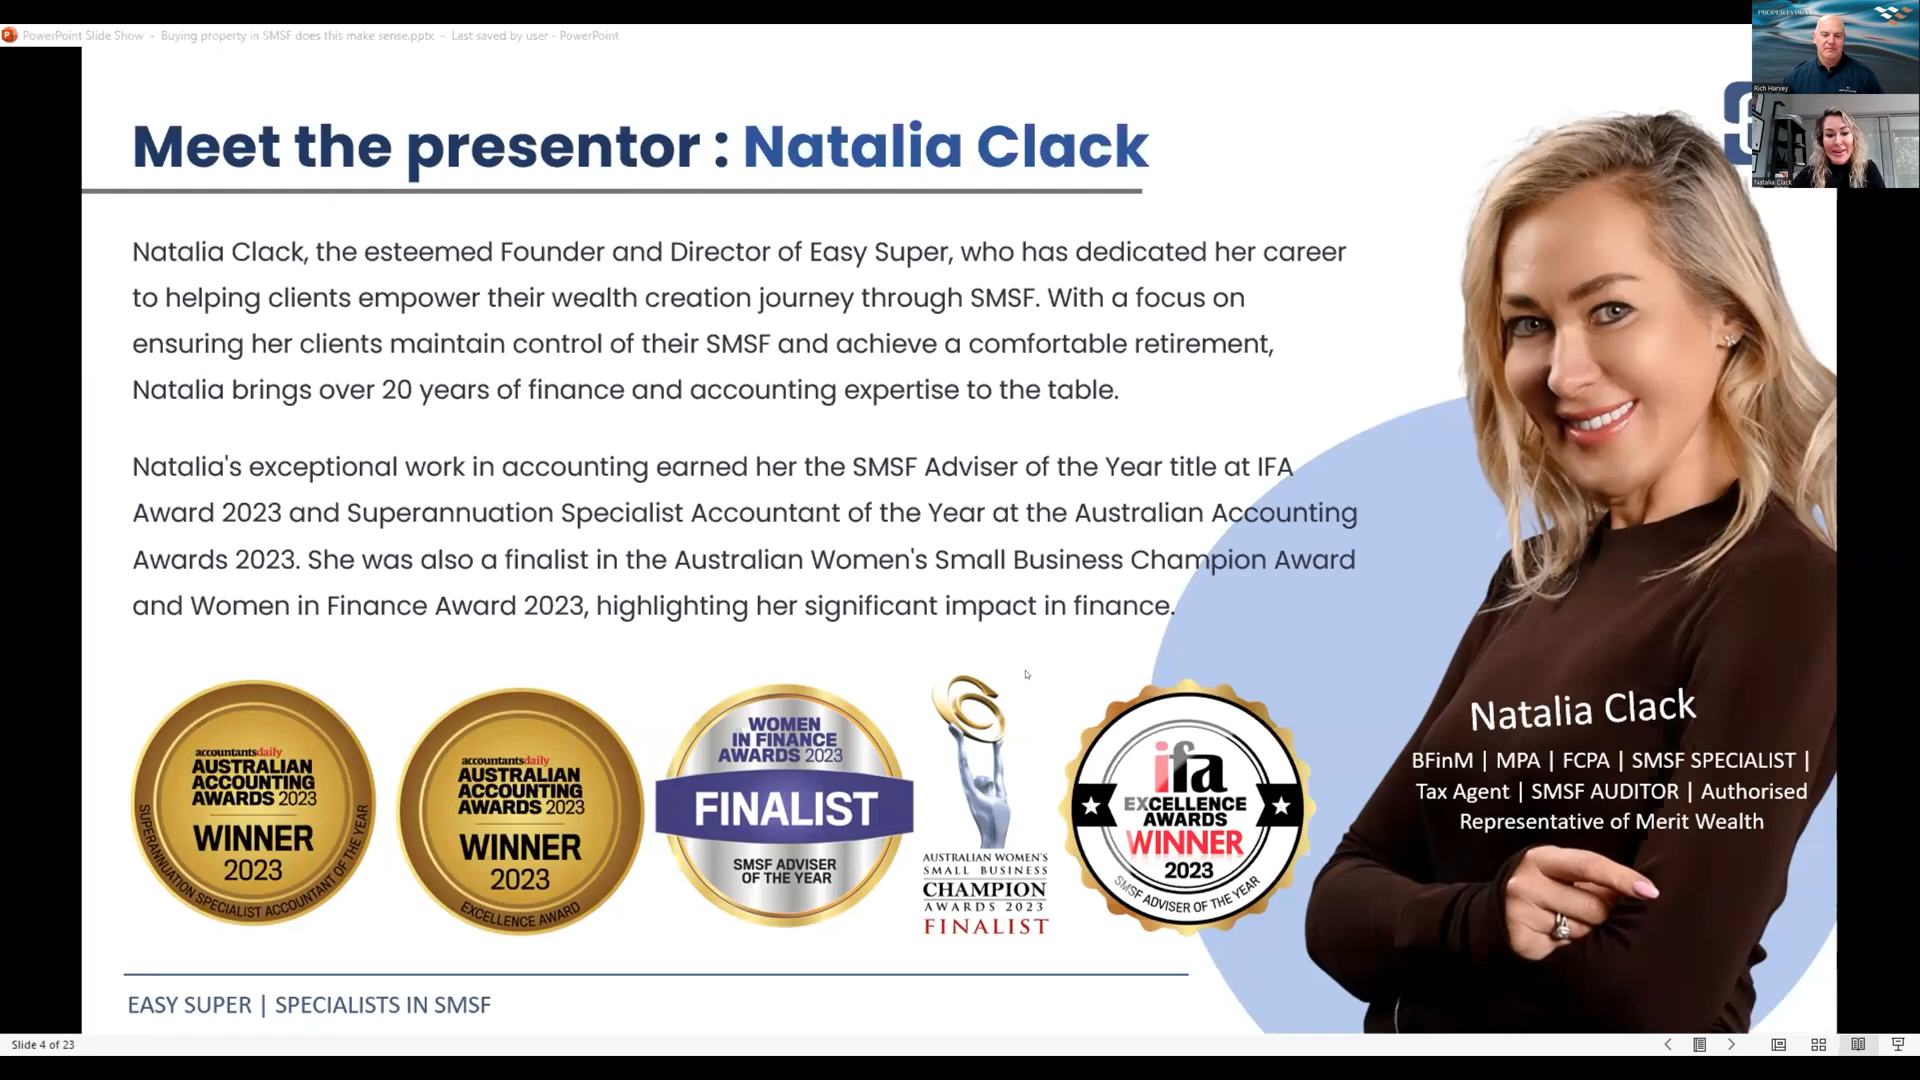 PowerPoint Slide Show - Buying property in SMSF does this make sense.pptx - Last saved by user - PowerPoint
Rich Harvey
Natalia Clack
Meet the presentor : Natalia Clack
Natalia Clack, the esteemed Founder and Director of Easy Super, who has dedicated her career
to helping clients empower their wealth creation journey through SMSF. With a focus on
ensuring her clients maintain control of their SMSF and achieve a comfortable retirement,
Natalia brings over 20 years of finance and accounting expertise to the table.
Natalia's exceptional work in accounting earned her the SMSF Adviser of the Year title at IFA
Award 2023 and Superannuation Specialist Accountant of the Year at the Australian Accounting
Awards 2023. She was also a finalist in the Australian Women's Small Business Champion Award
and Women in Finance Award 2023, highlighting her significant impact in finance.
accountantsdaily
AUSTRALIAN
ACCOUNTING
AWARDS 2023
WINNER
2023
SUPERANNUATION SPECIALIST ACCOUNTANT OF THE YEAR
accountantsdaily
AUSTRALIAN
ACCOUNTING
AWARDS 2023
WINNER
2023
EXCELLENCE AWARD
WOMEN
IN FINANCE
AWARDS 2023
FINALIST
SMSF ADVISER
OF THE YEAR
AUSTRALIAN WOMEN'S
SMALL BUSINESS
CHAMPION
AWARDS 2023
FINALIST
ifa
EXCELLENCE
AWARDS
WINNER
2023
SMSF ADVISER OF THE YEAR
Natalia Clack
BFinM | MPA | FCPA | SMSF SPECIALIST |
Tax Agent | SMSF AUDITOR | Authorised
Representative of Merit Wealth
EASY SUPER | SPECIALISTS IN SMSF
Slide 4 of 23